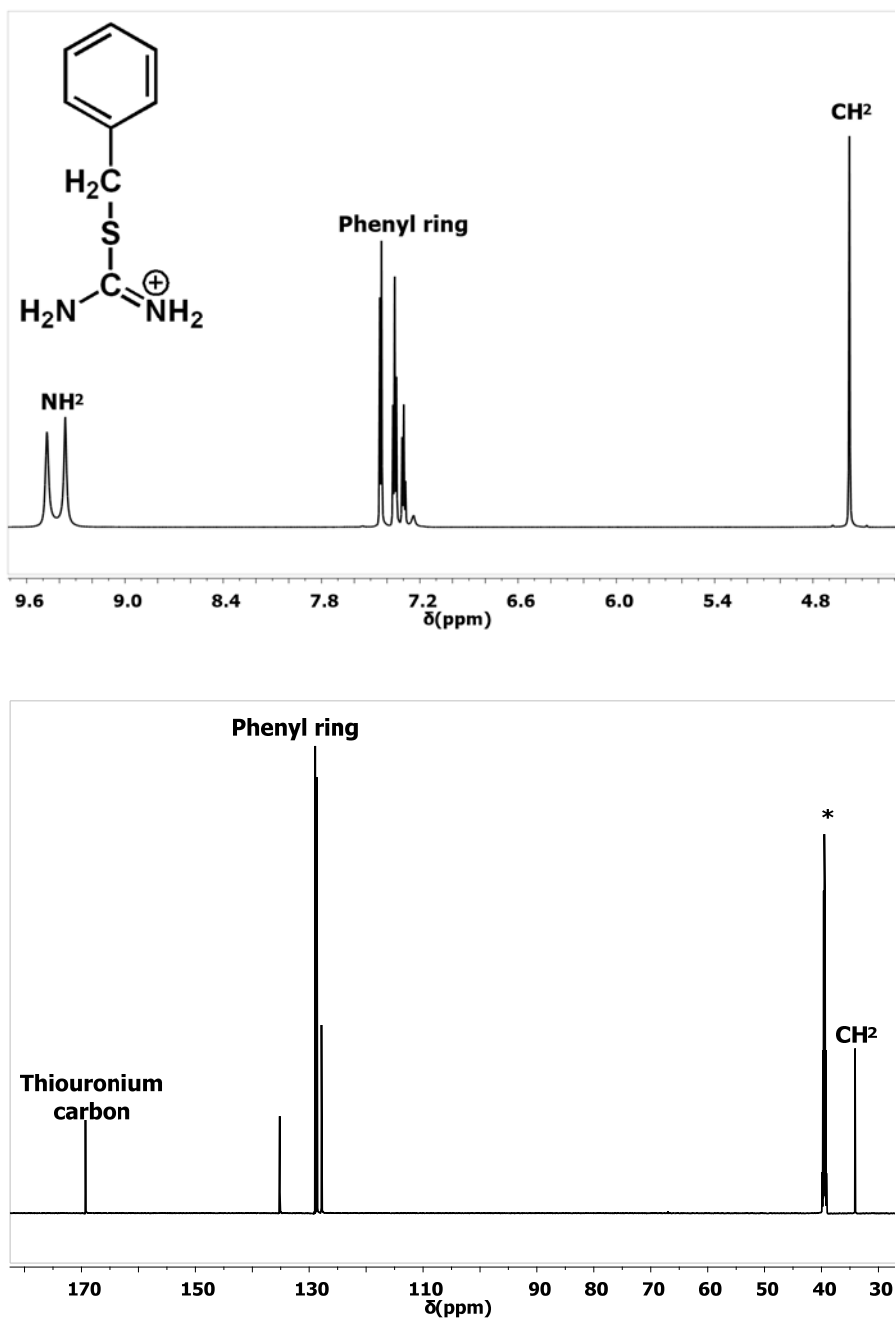 H₂C
S
C
⊕
H₂N
NH₂
CH²
Phenyl ring
NH²
9.6 9.0 8.4 7.8 7.2 6.6 6.0 5.4 4.8
δ(ppm)
Phenyl ring
*
CH²
Thiouronium
carbon
170 150 130 110 90 80 70 60 50 40 30
δ(ppm)